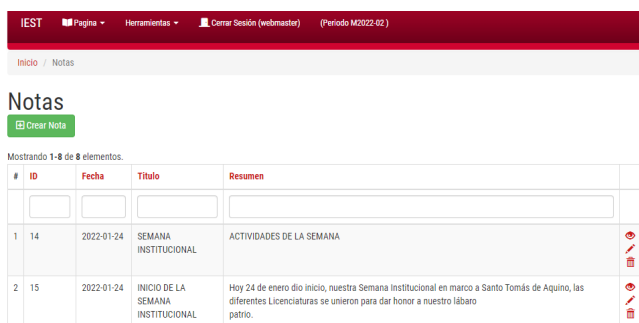 IEST Pagina Herramientas Cerrar Sesión (webmaster) (Periodo M2022-02 )
Inicio / Notas
Notas
Crear Nota
Mostrando 1-8 de 8 elementos.
# ID Fecha Titulo Resumen
1 14 2022-01-24 SEMANA ACTIVIDADES DE LA SEMANA
INSTITUCIONAL
2 15 2022-01-24 INICIO DE LA Hoy 24 de enero dio inicio, nuestra Semana Institucional en marco a Santo Tomás de Aquino, las
SEMANA diferentes Licenciaturas se unieron para dar honor a nuestro lábaro
INSTITUCIONAL patrio.